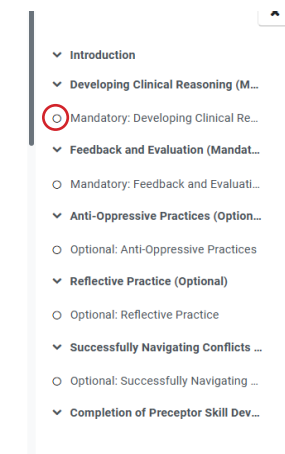 Introduction
Developing Clinical Reasoning (M...
Mandatory: Developing Clinical Re...
Feedback and Evaluation (Mandat...
Mandatory: Feedback and Evaluati...
Anti-Oppressive Practices (Option...
Optional: Anti-Oppressive Practices
Reflective Practice (Optional)
Optional: Reflective Practice
Successfully Navigating Conflicts ...
Optional: Successfully Navigating ...
Completion of Preceptor Skill Dev...